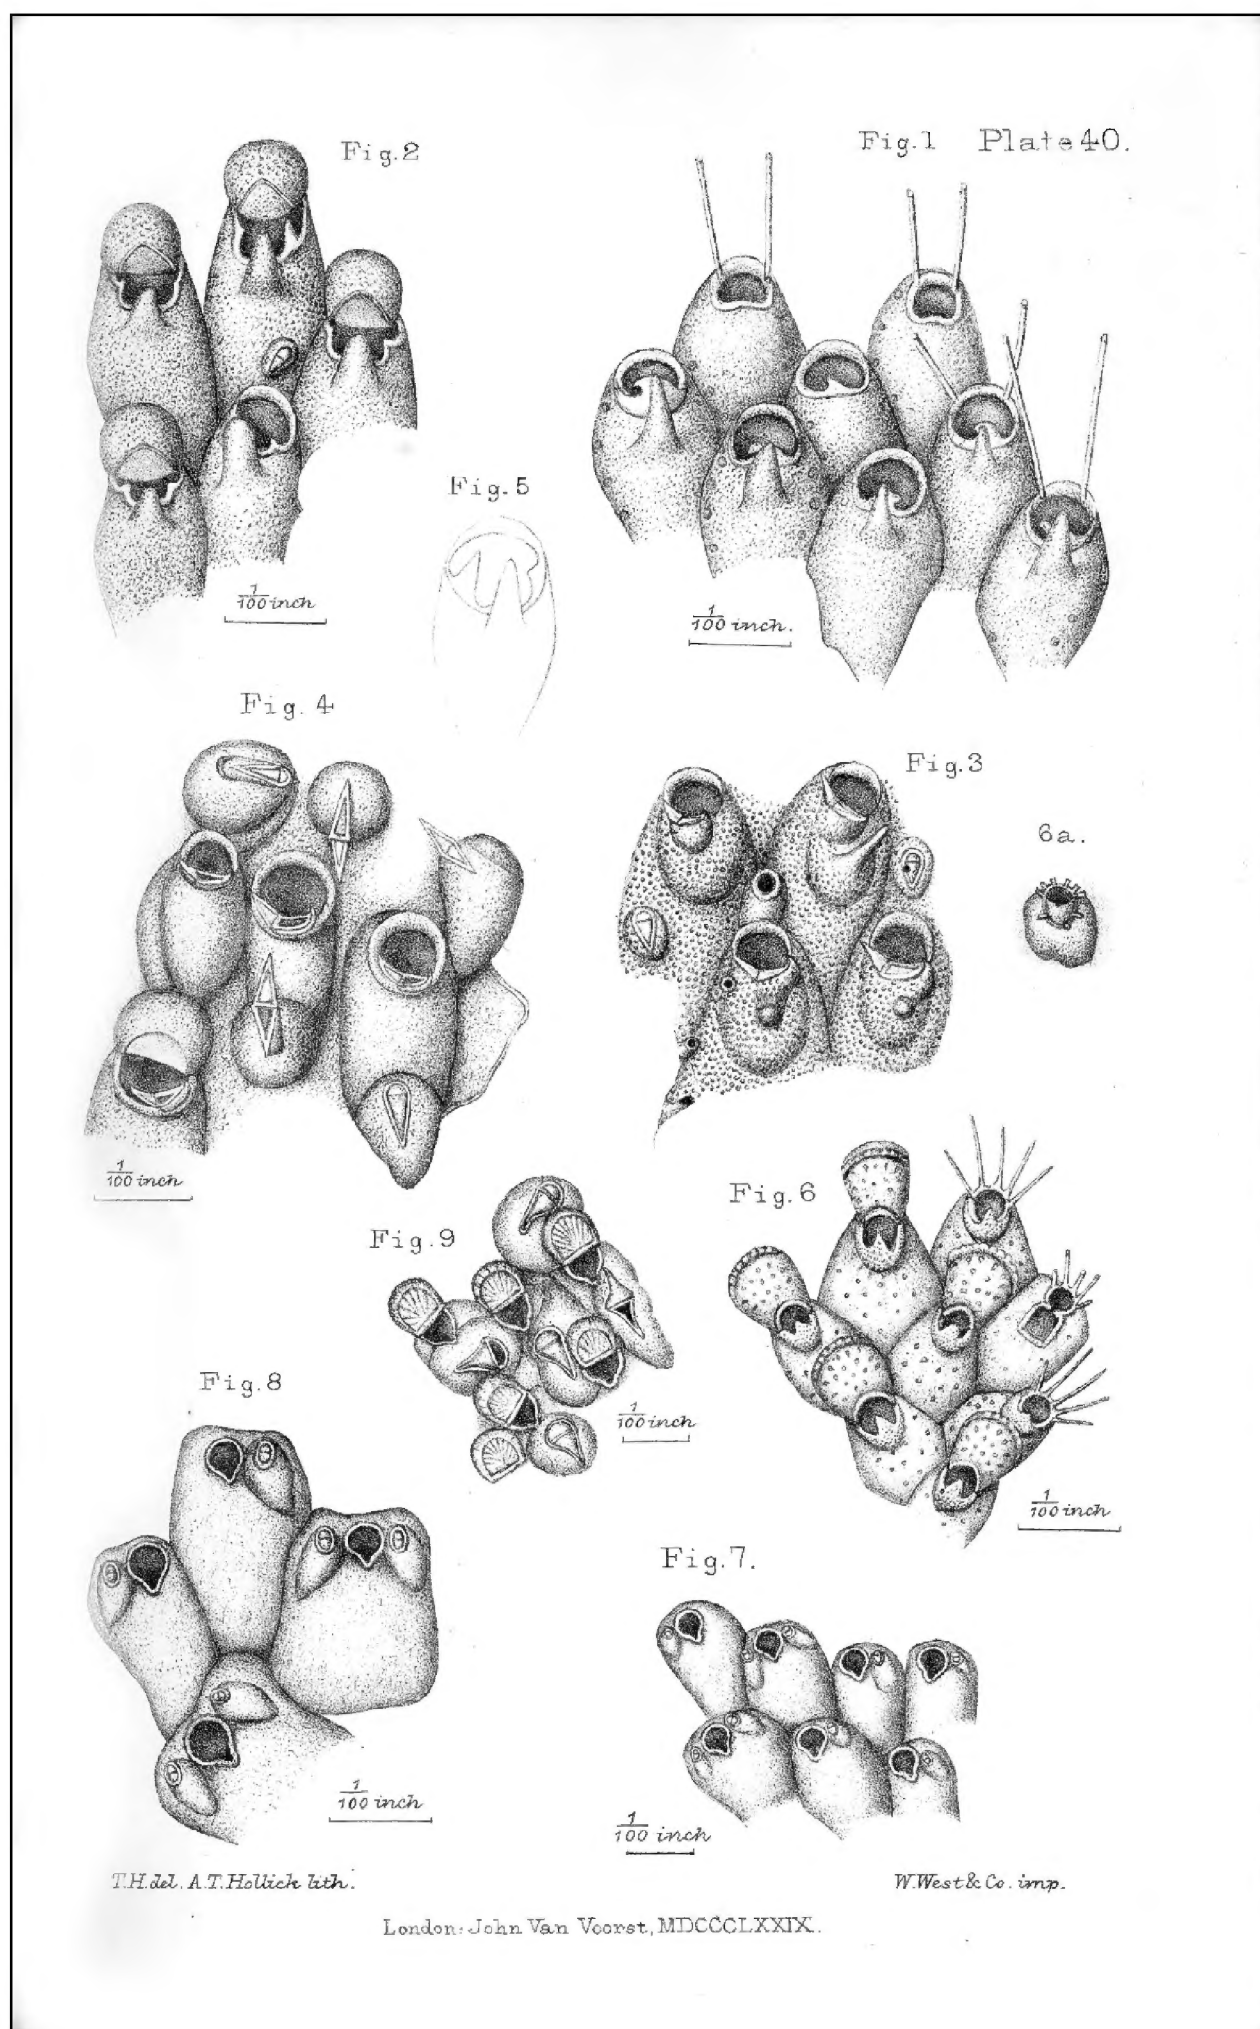 Fig.2
Fig.1 Plate 40.
Fig.5
1/100 inch
1/100 inch.
Fig. 4
Fig.3
6a.
1/100 inch
Fig.6
Fig.9
1/100 inch
Fig.8
1/100 inch
Fig.7.
1/100 inch
1/100 inch
T.H. del. A.T. Hollick lith.
W. West & Co. imp.
London: John Van Voorst, MDCCCLXXIX.